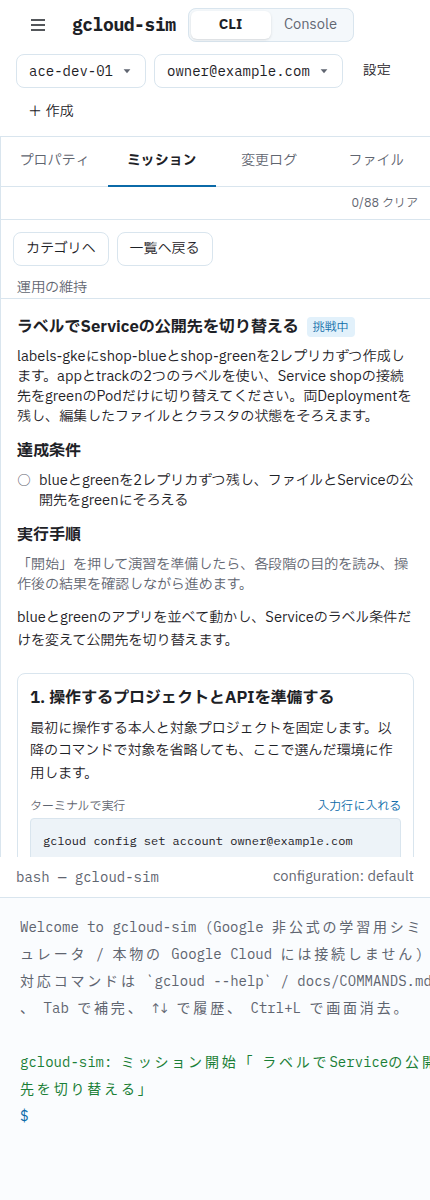 gcloud-sim CLI Console
ace-dev-01 owner@example.com 設定
＋ 作成
プロパティ ミッション 変更ログ ファイル
0/88 クリア
カテゴリへ 一覧へ戻る
運用の維持
ラベルでServiceの公開先を切り替える 挑戦中
labels-gkeにshop-blueとshop-greenを2レプリカずつ作成し
ます。appとtrackの2つのラベルを使い、Service shopの接続
先をgreenのPodだけに切り替えてください。両Deploymentを
残し、編集したファイルとクラスタの状態をそろえます。
達成条件
〇 blueとgreenを2レプリカずつ残し、ファイルとServiceの公
開先をgreenにそろえる
実行手順
「開始」を押して演習を準備したら、各段階の目的を読み、操
作後の結果を確認しながら進めます。
blueとgreenのアプリを並べて動かし、Serviceのラベル条件だ
けを変えて公開先を切り替えます。
1. 操作するプロジェクトとAPIを準備する
最初に操作する本人と対象プロジェクトを固定します。以
降のコマンドで対象を省略しても、ここで選んだ環境に作
用します。
ターミナルで実行 入力行に入れる
gcloud config set account owner@example.com
bash — gcloud-sim configuration: default
Welcome to gcloud-sim (Google 非公式の学習用シミ
ュレータ / 本物の Google Cloud には接続しません)
対応コマンドは `gcloud --help` / docs/COMMANDS.md
、 Tab で補完、 ↑↓ で履歴、 Ctrl+L で画面消去。
gcloud-sim: ミッション開始「 ラベルでServiceの公開
先を切り替える」
$